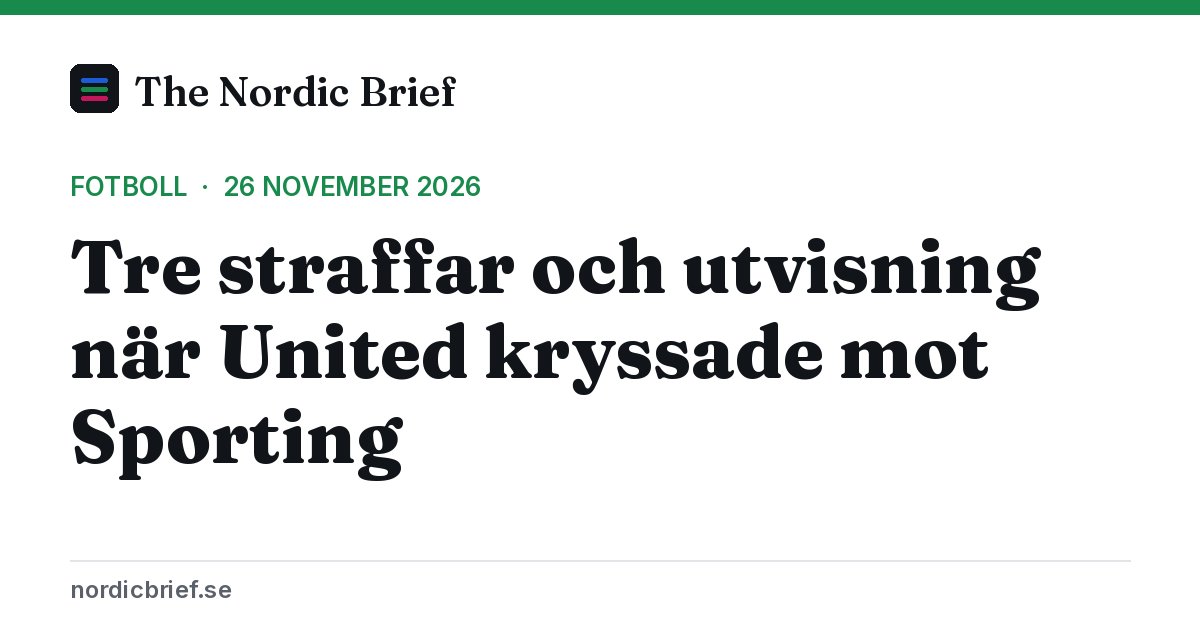 The Nordic Brief
FOTBOLL · 26 NOVEMBER 2026
Tre straffar och utvisning
när United kryssade mot
Sporting
nordicbrief.se